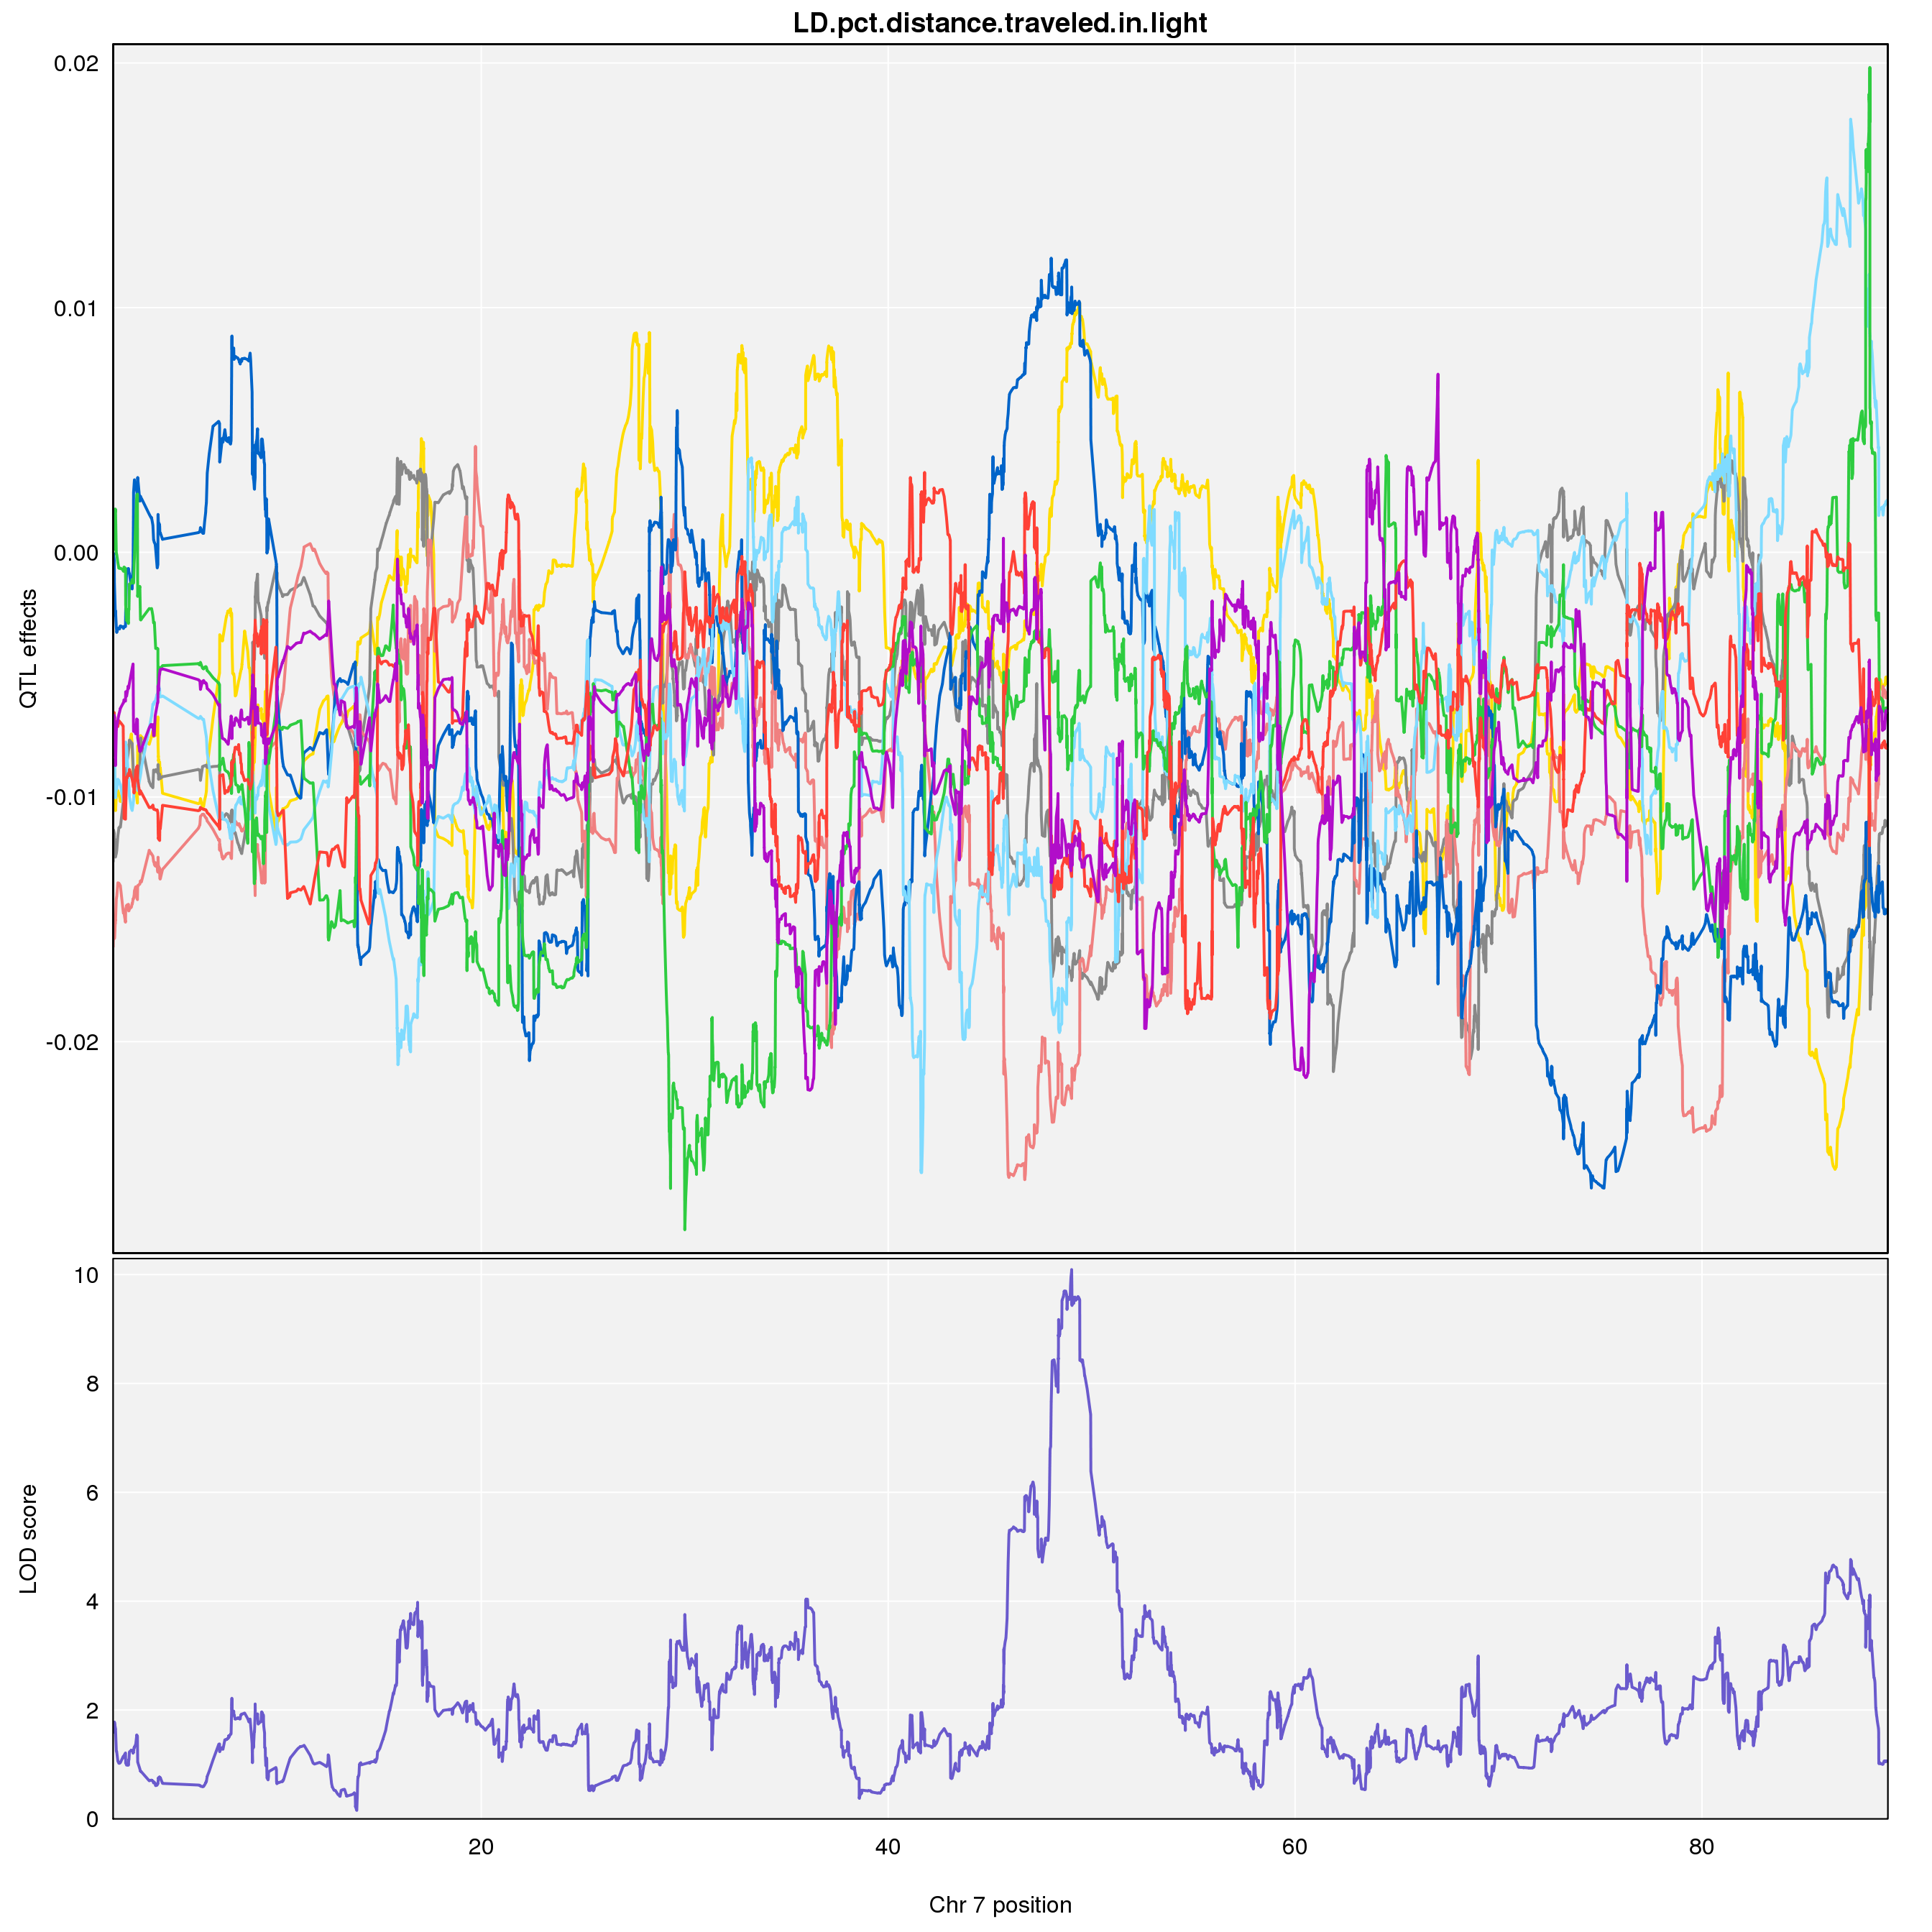 LD.pct.distance.traveled.in.light
0.02
0.01
0.00
-0.01
-0.02
QTL effects
10
8
6
4
2
0
LOD score
20 40 60 80
Chr 7 position